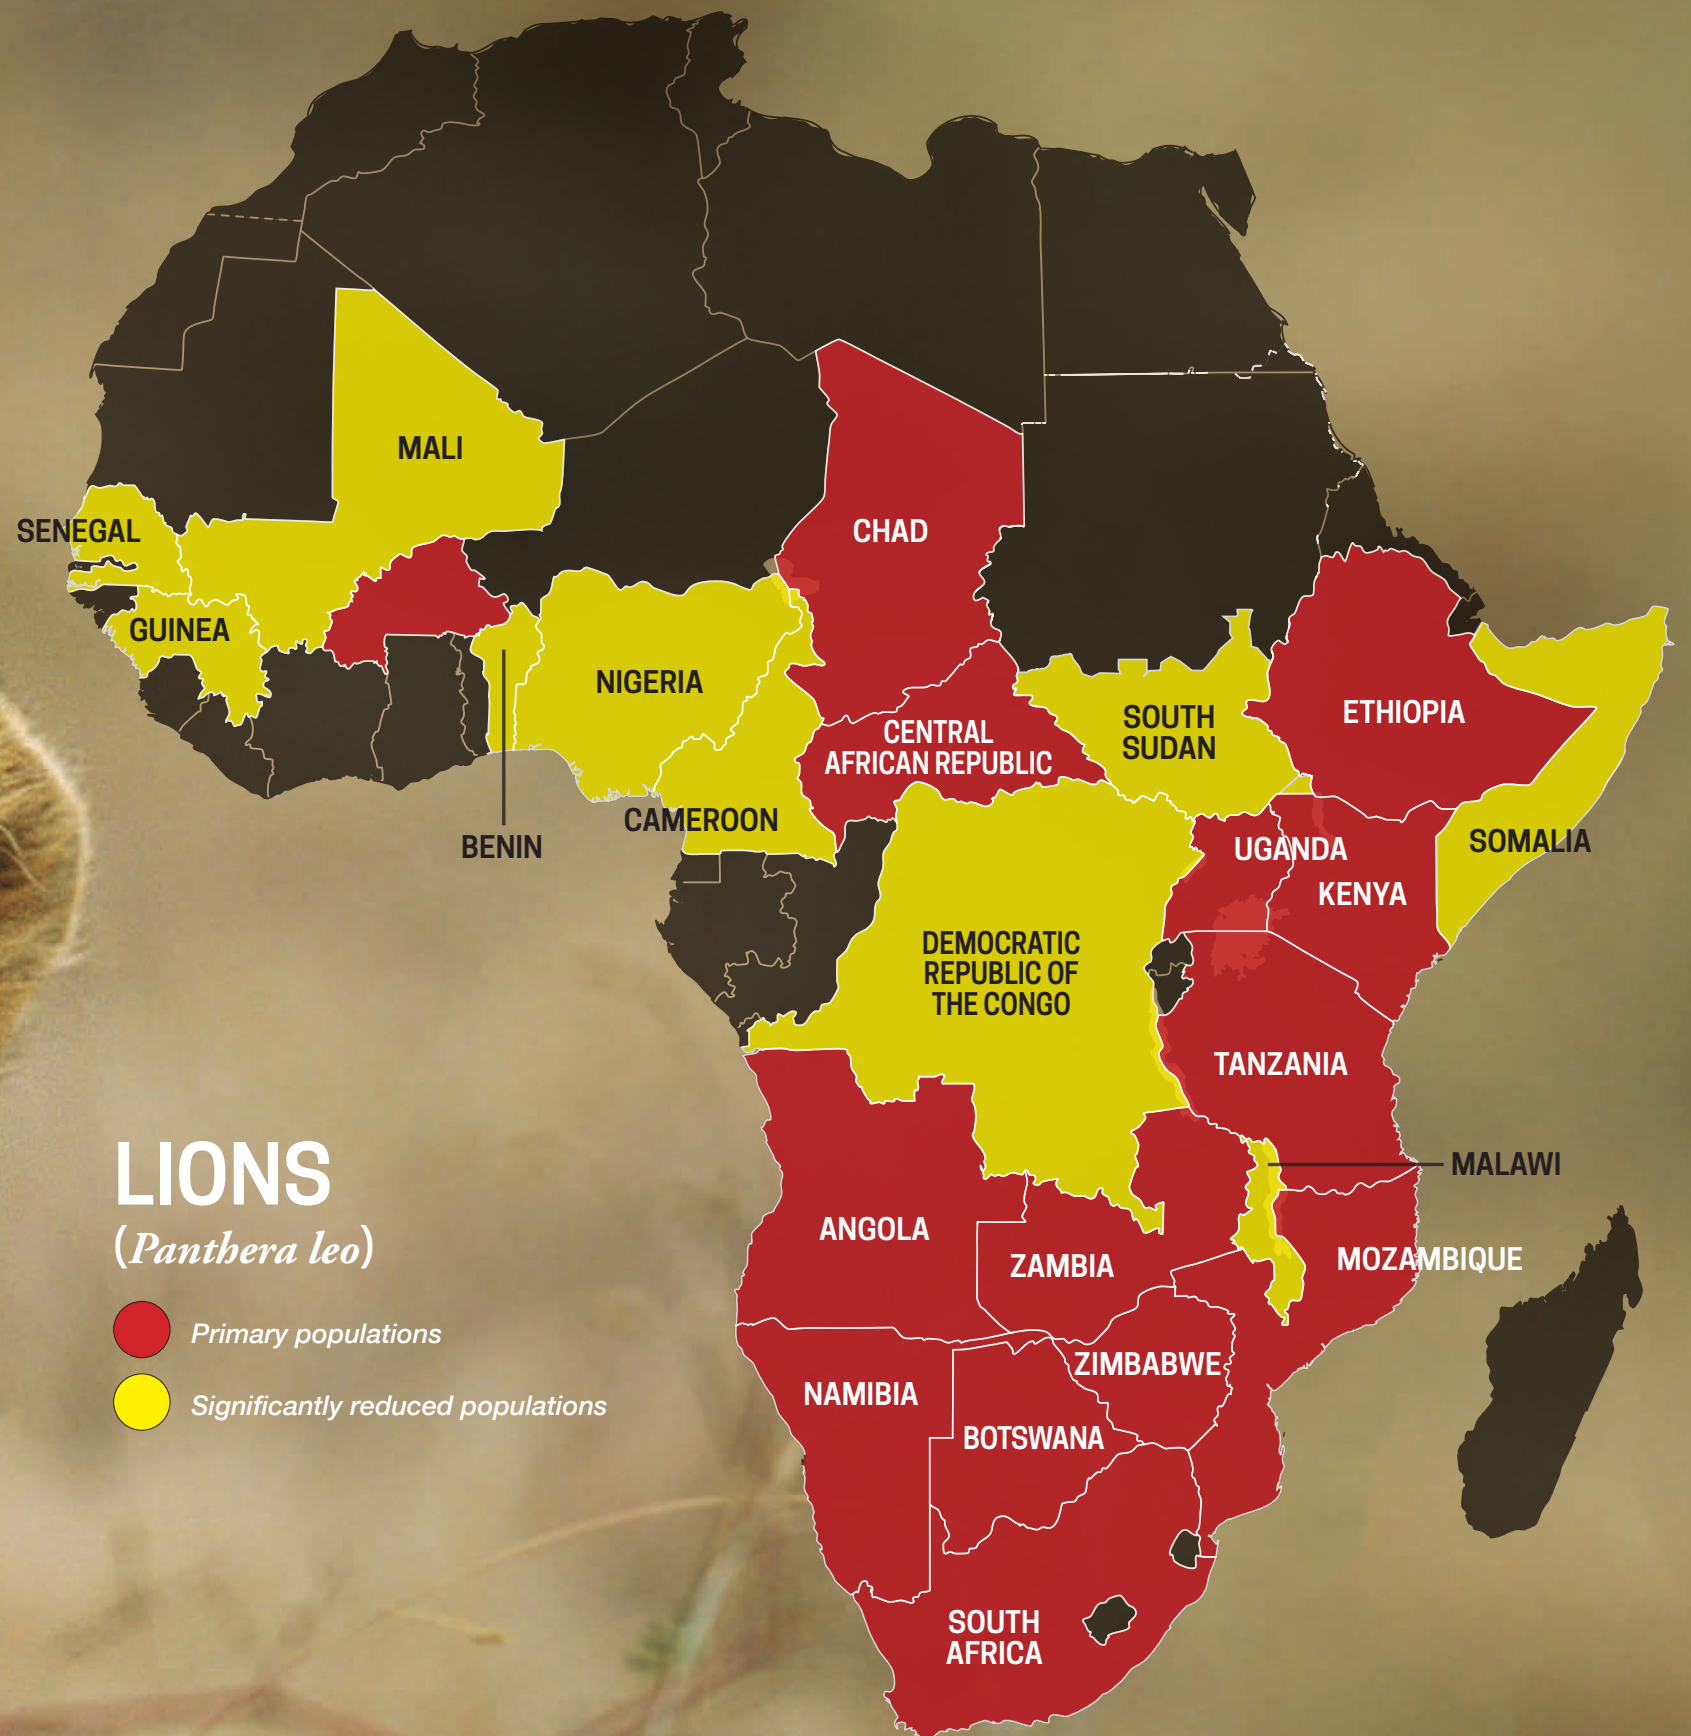 MALI
SENEGAL
CHAD
GUINEA
NIGERIA
ETHIOPIA
SOUTH
SUDAN
CENTRAL
AFRICAN REPUBLIC
CAMEROON
BENIN
SOMALIA
UGANDA
KENYA
DEMOCRATIC
REPUBLIC OF
THE CONGO
TANZANIA
MALAWI
LIONS
(Panthera leo)
Primary populations
Significantly reduced populations
ANGOLA
ZAMBIA
MOZAMBIQUE
ZIMBABWE
NAMIBIA
BOTSWANA
SOUTH
AFRICA